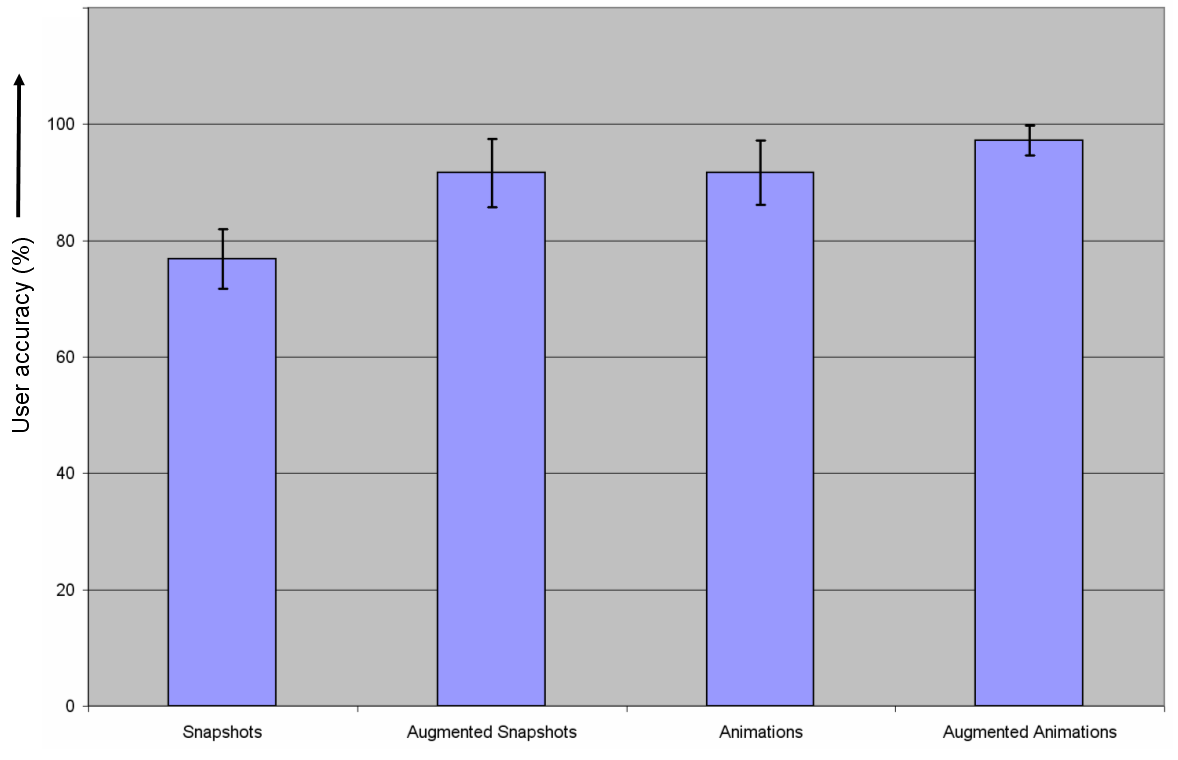 User accuracy (%)
100
80
60
40
20
0
Snapshots
Augmented Snapshots
Animations
Augmented Animations